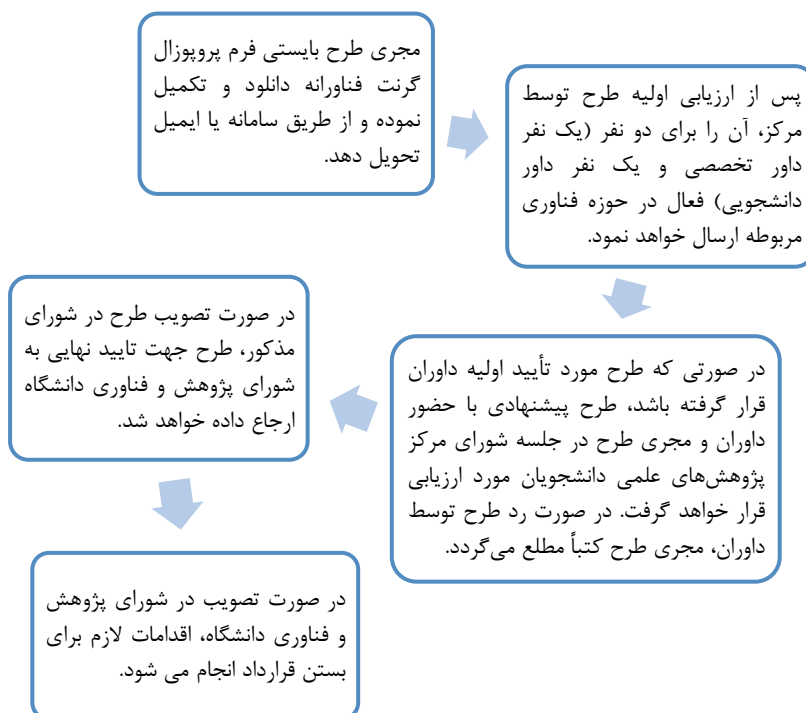 مجری طرح بایستی فرم پروپوزال
گرنت فناورانه دانلود و تکمیل
نموده و از طریق سامانه یا ایمیل
تحویل دهد.
پس از ارزیابی اولیه طرح توسط
مرکز، آن را برای دو نفر (یک نفر
داور تخصصی و یک نفر داور
دانشجویی) فعال در حوزه فناوری
مربوطه ارسال خواهد نمود.
در صورتی که طرح مورد تأیید اولیه داوران
قرار گرفته باشد، طرح پیشنهادی با حضور
داوران و مجری طرح در جلسه شورای مرکز
پژوهش‌های علمی دانشجویان مورد ارزیابی
قرار خواهد گرفت. در صورت رد طرح توسط
داوران، مجری طرح کتباً مطلع می‌گردد.
در صورت تصویب طرح در شورای
مذکور، طرح جهت تایید نهایی به
شورای پژوهش و فناوری دانشگاه
ارجاع داده خواهد شد.
در صورت تصویب در شورای پژوهش
و فناوری دانشگاه، اقدامات لازم برای
بستن قرارداد انجام می شود.